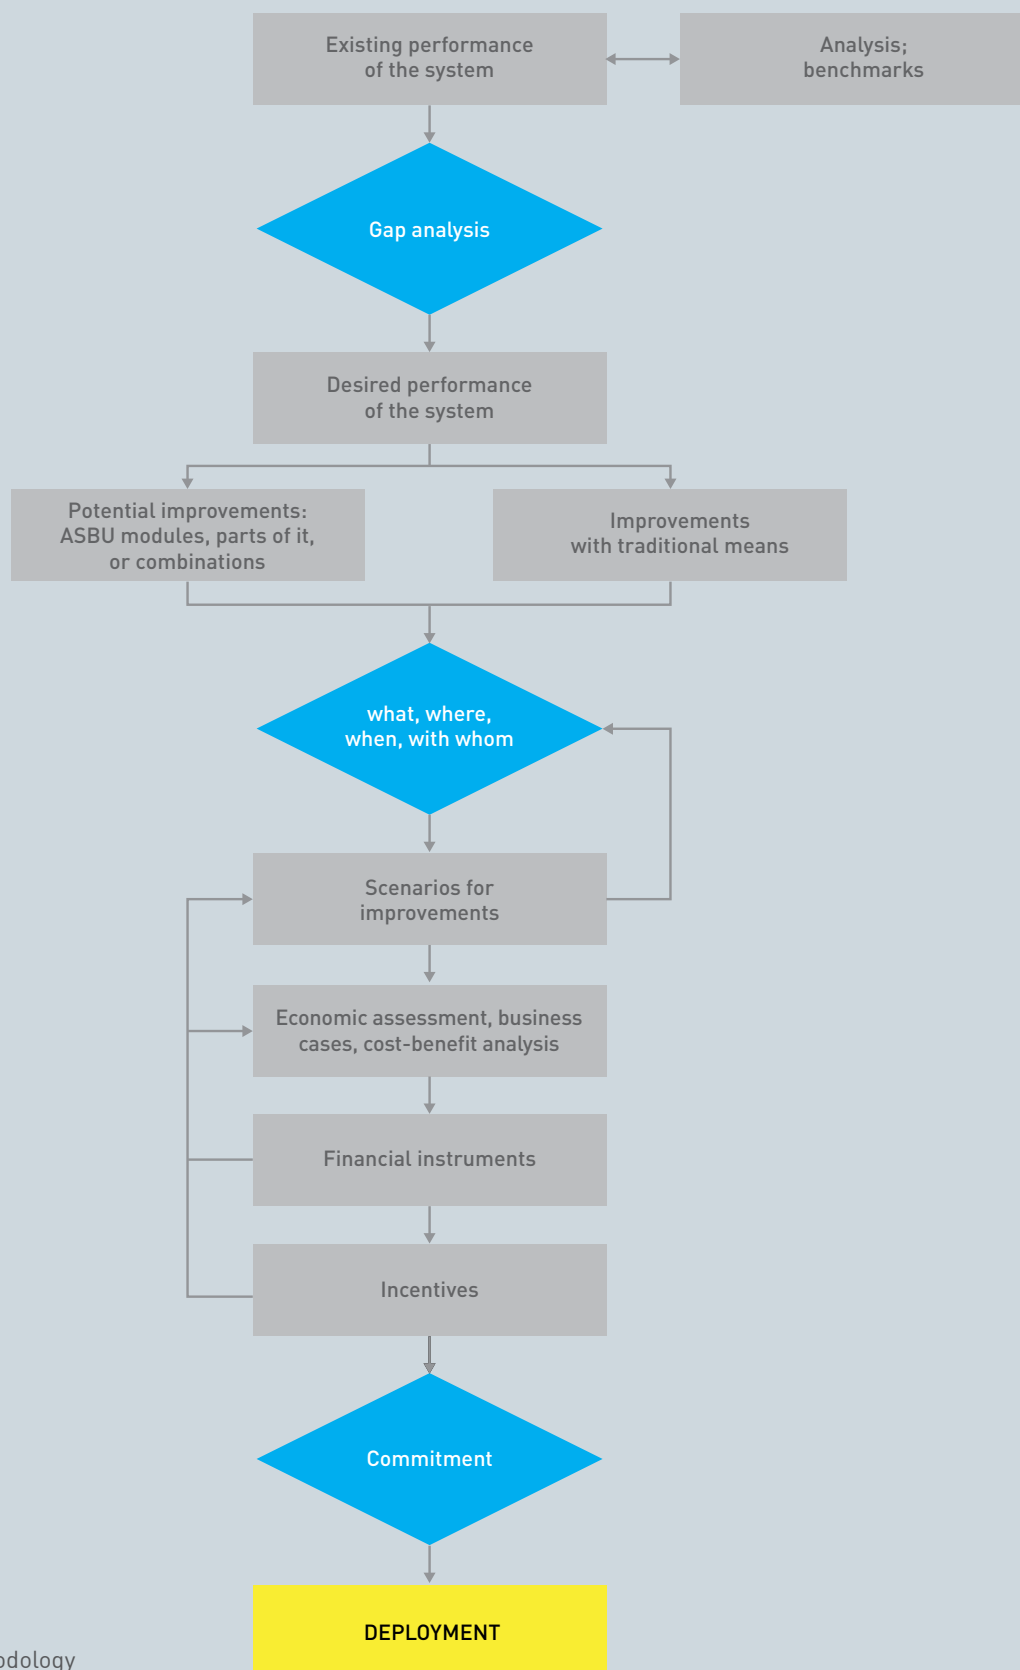 Existing performance
of the system
Analysis;
benchmarks
Gap analysis
Desired performance
of the system
Potential improvements:
ASBU modules, parts of it,
or combinations
Improvements
with traditional means
what, where,
when, with whom
Scenarios for
improvements
Economic assessment, business
cases, cost-benefit analysis
Financial instruments
Incentives
Commitment
DEPLOYMENT
odology